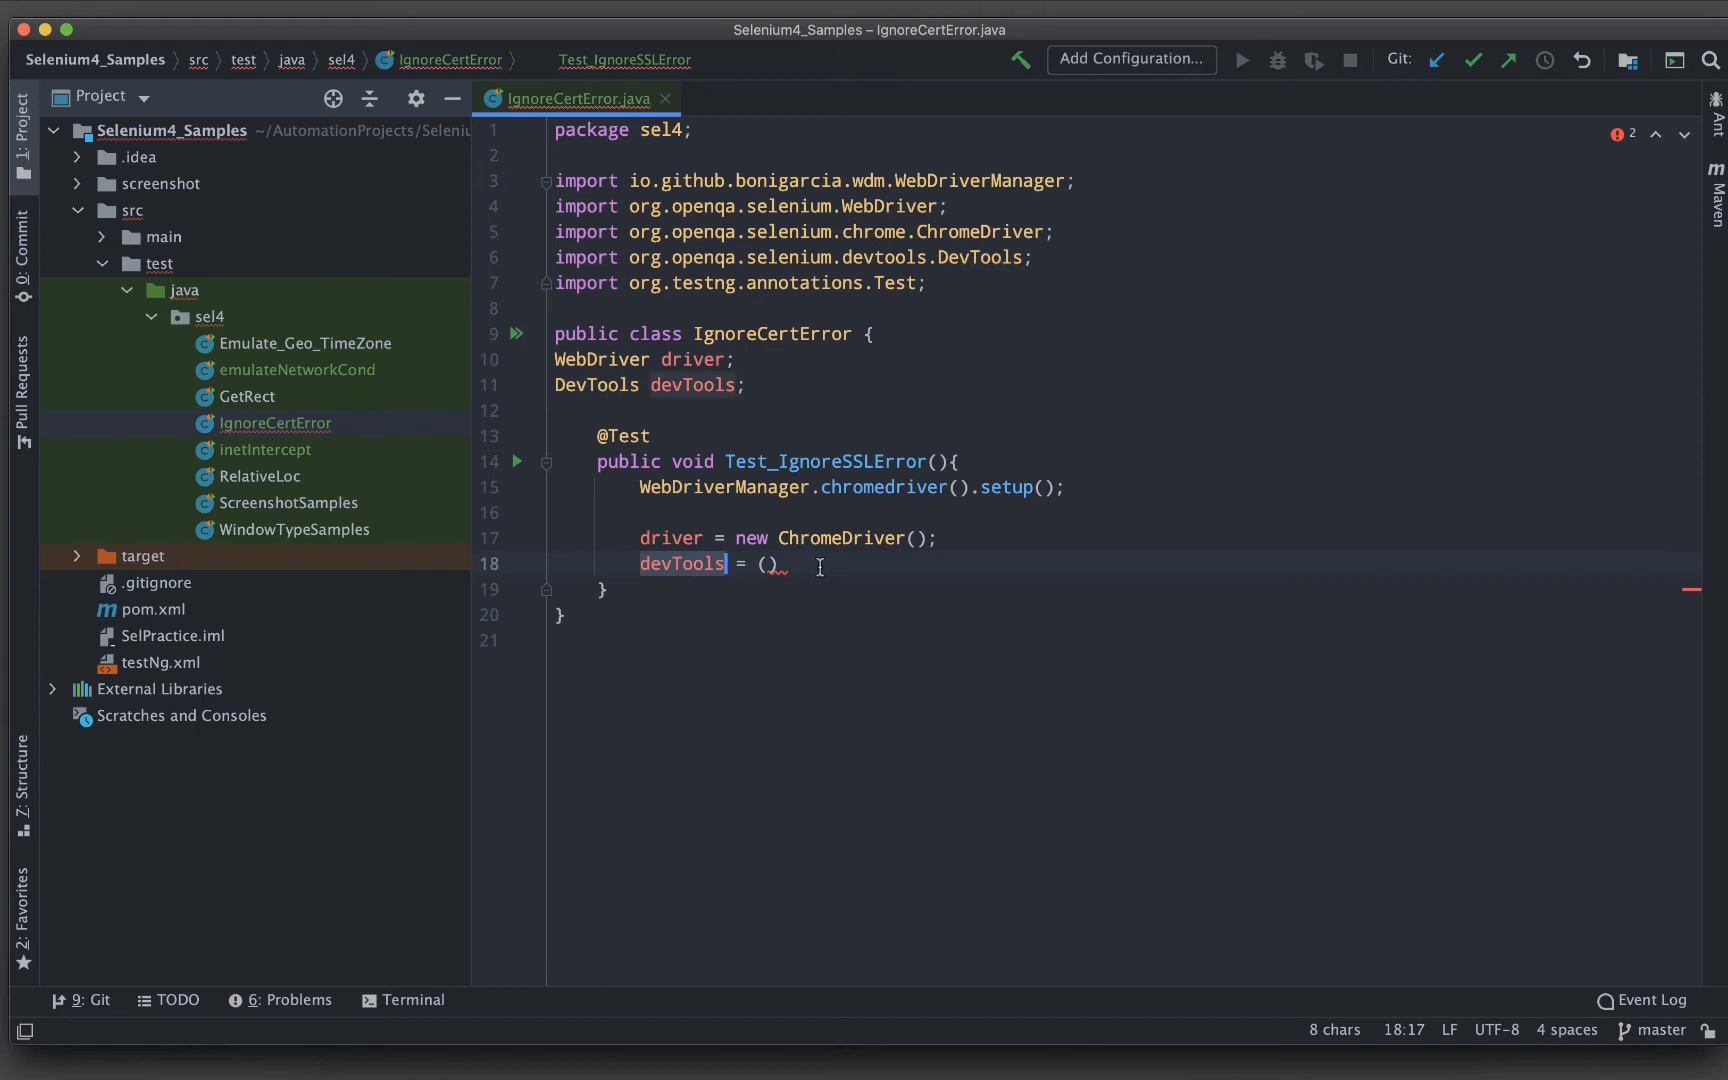 Selenium4_Samples – IgnoreCertError.java
Selenium4_Samples src test java sel4 IgnoreCertError Test_IgnoreSSLError Add Configuration... Git:
1: Project
0: Commit
Pull Requests
7: Structure
2: Favorites
Project
Selenium4_Samples ~/AutomationProjects/Seleniu
.idea
screenshot
src
main
test
java
sel4
Emulate_Geo_TimeZone
emulateNetworkCond
GetRect
IgnoreCertError
inetIntercept
RelativeLoc
ScreenshotSamples
WindowTypeSamples
target
.gitignore
pom.xml
SelPractice.iml
testNg.xml
External Libraries
Scratches and Consoles
IgnoreCertError.java
2
1 package sel4;
2
3 import io.github.bonigarcia.wdm.WebDriverManager;
4 import org.openqa.selenium.WebDriver;
5 import org.openqa.selenium.chrome.ChromeDriver;
6 import org.openqa.selenium.devtools.DevTools;
7 import org.testng.annotations.Test;
8
9 public class IgnoreCertError {
10 WebDriver driver;
11 DevTools devTools;
12
13 @Test
14 public void Test_IgnoreSSLError(){
15 WebDriverManager.chromedriver().setup();
16
17 driver = new ChromeDriver();
18 devTools = ()
19 }
20 }
21
Ant
m Maven
9: Git TODO 6: Problems Terminal Event Log
8 chars 18:17 LF UTF-8 4 spaces master